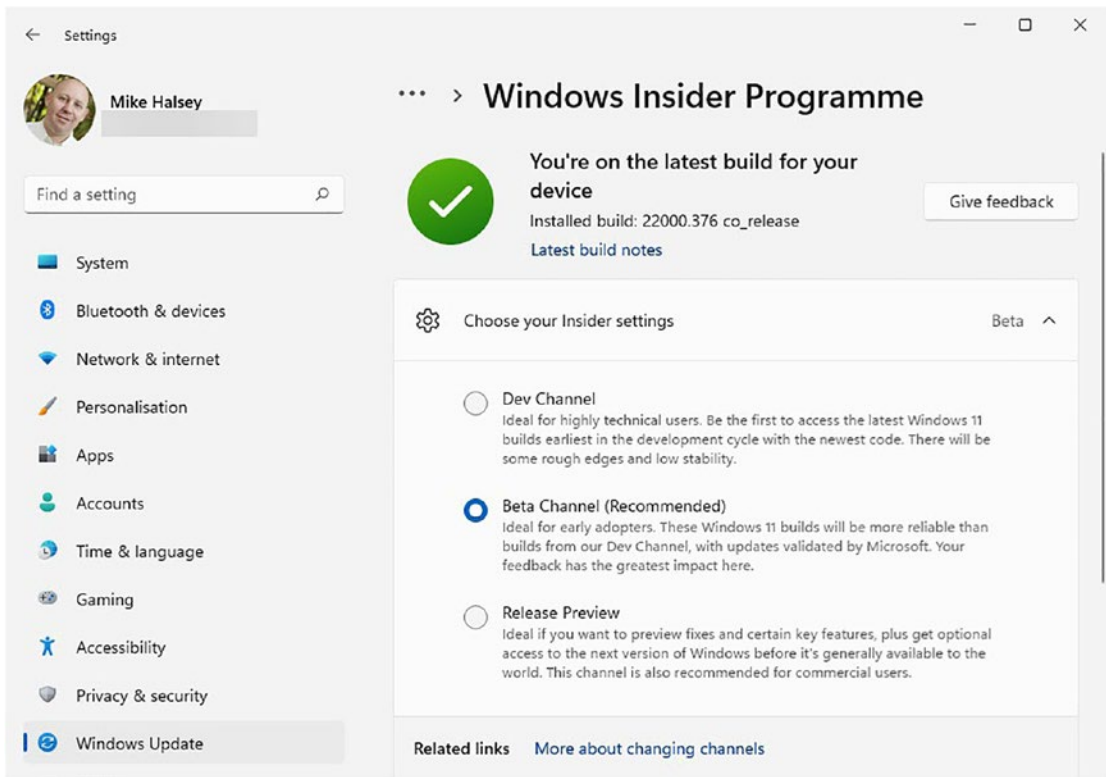 Settings
Mike Halsey
Find a setting
System
Bluetooth & devices
Network & internet
Personalisation
Apps
Accounts
Time & language
Gaming
Accessibility
Privacy & security
Windows Update
... > Windows Insider Programme
You're on the latest build for your
device
Installed build: 22000.376 co_release
Latest build notes
Give feedback
Choose your Insider settings
Beta
Dev Channel
Ideal for highly technical users. Be the first to access the latest Windows 11
builds earliest in the development cycle with the newest code. There will be
some rough edges and low stability.
Beta Channel (Recommended)
Ideal for early adopters. These Windows 11 builds will be more reliable than
builds from our Dev Channel, with updates validated by Microsoft. Your
feedback has the greatest impact here.
Release Preview
Ideal if you want to preview fixes and certain key features, plus get optional
access to the next version of Windows before it's generally available to the
world. This channel is also recommended for commercial users.
Related links More about changing channels